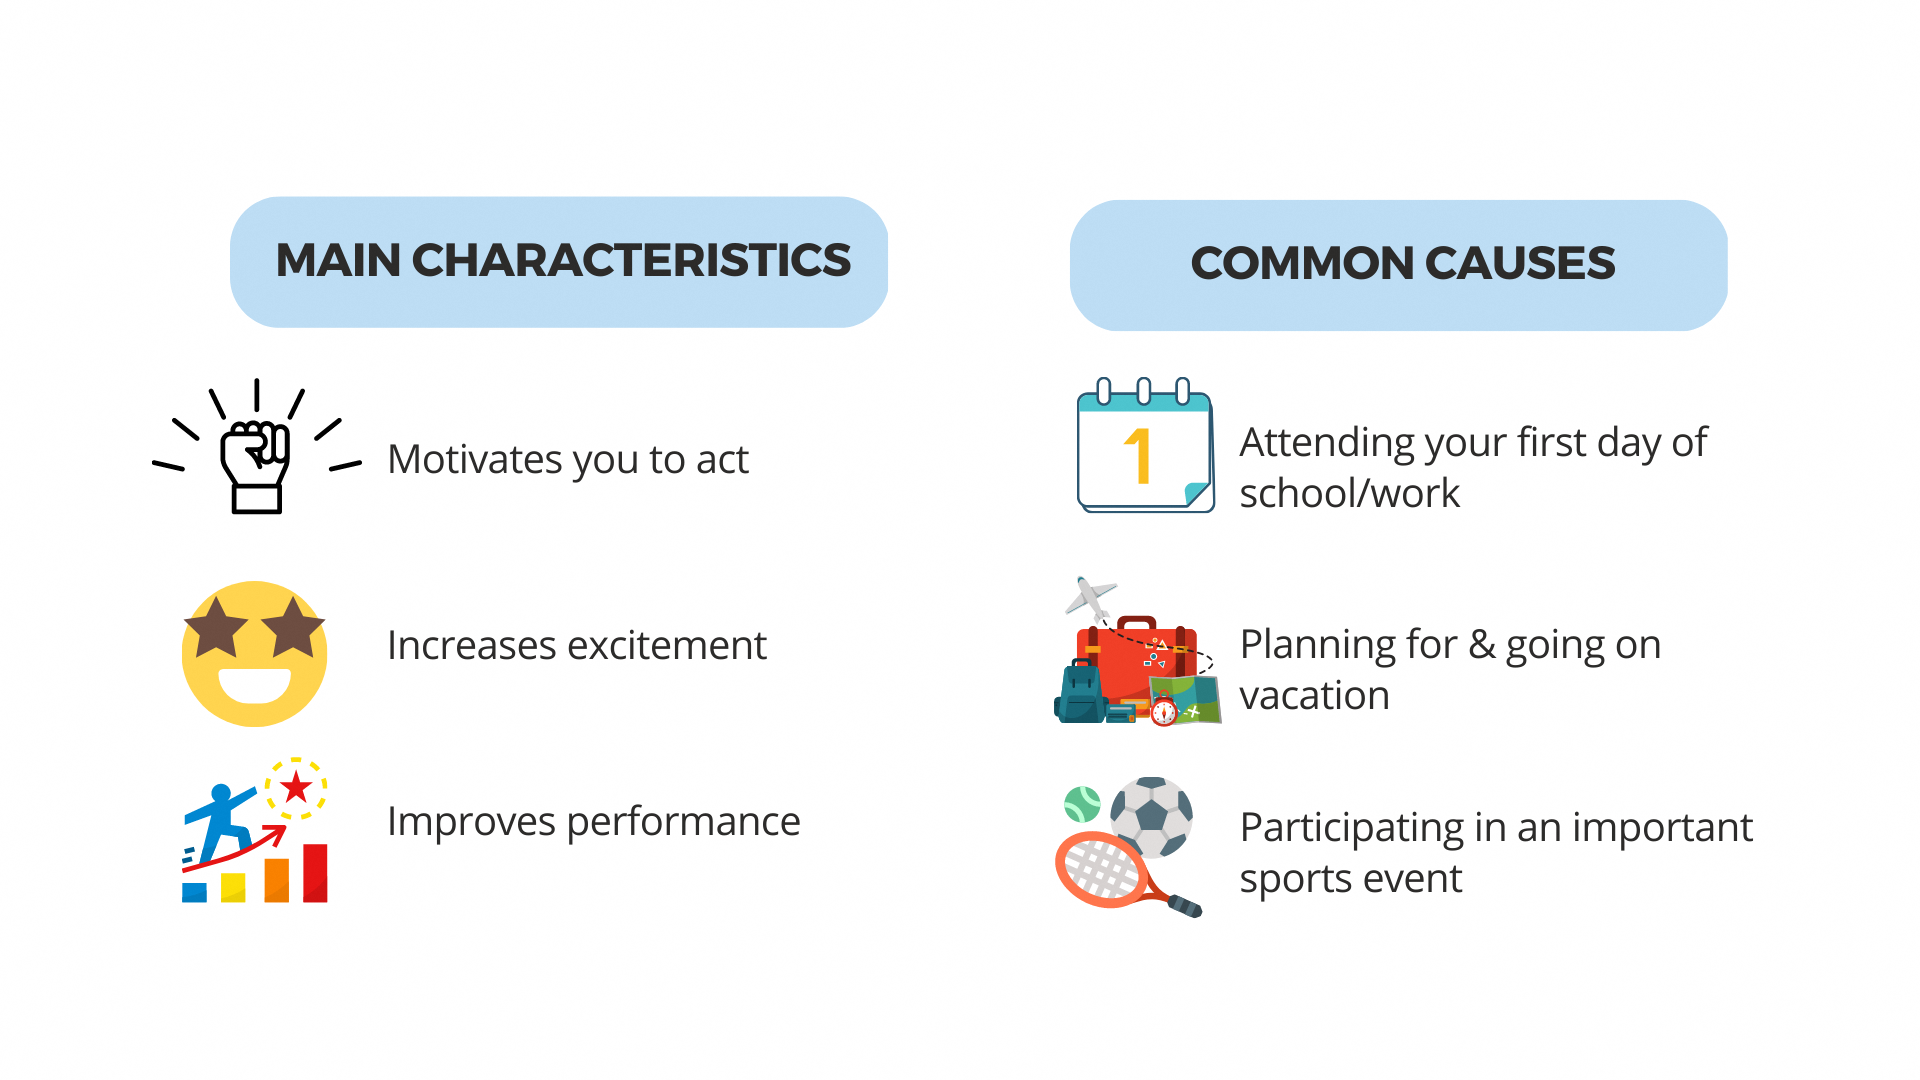 MAIN CHARACTERISTICS
Motivates you to act
Increases excitement
Improves performance
COMMON CAUSES
1
Attending your first day of
school/work
Planning for & going on
vacation
Participating in an important
sports event